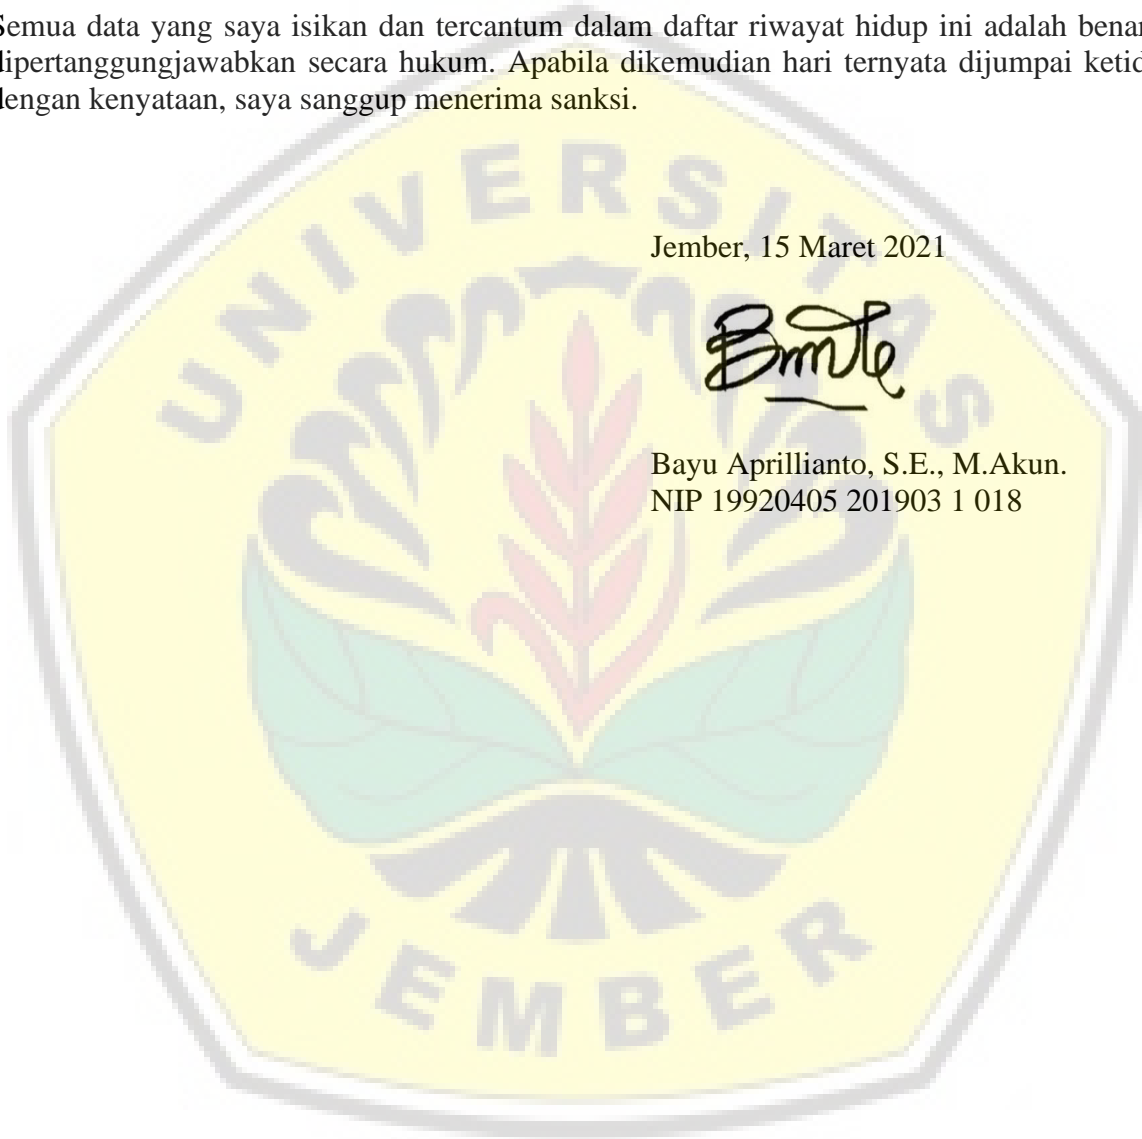 Semua data yang saya isikan dan tercantum dalam daftar riwayat hidup ini adalah benar
dipertanggungjawabkan secara hukum. Apabila dikemudian hari ternyata dijumpai
dengan kenyataan, saya sanggup menerima sanksi.
UNIVERSITAS
Jember, 15 Maret 2021
Bayu Aprillianto, S.E., M.Akun.
NIP 19920405 201903 1 018
JEMBER